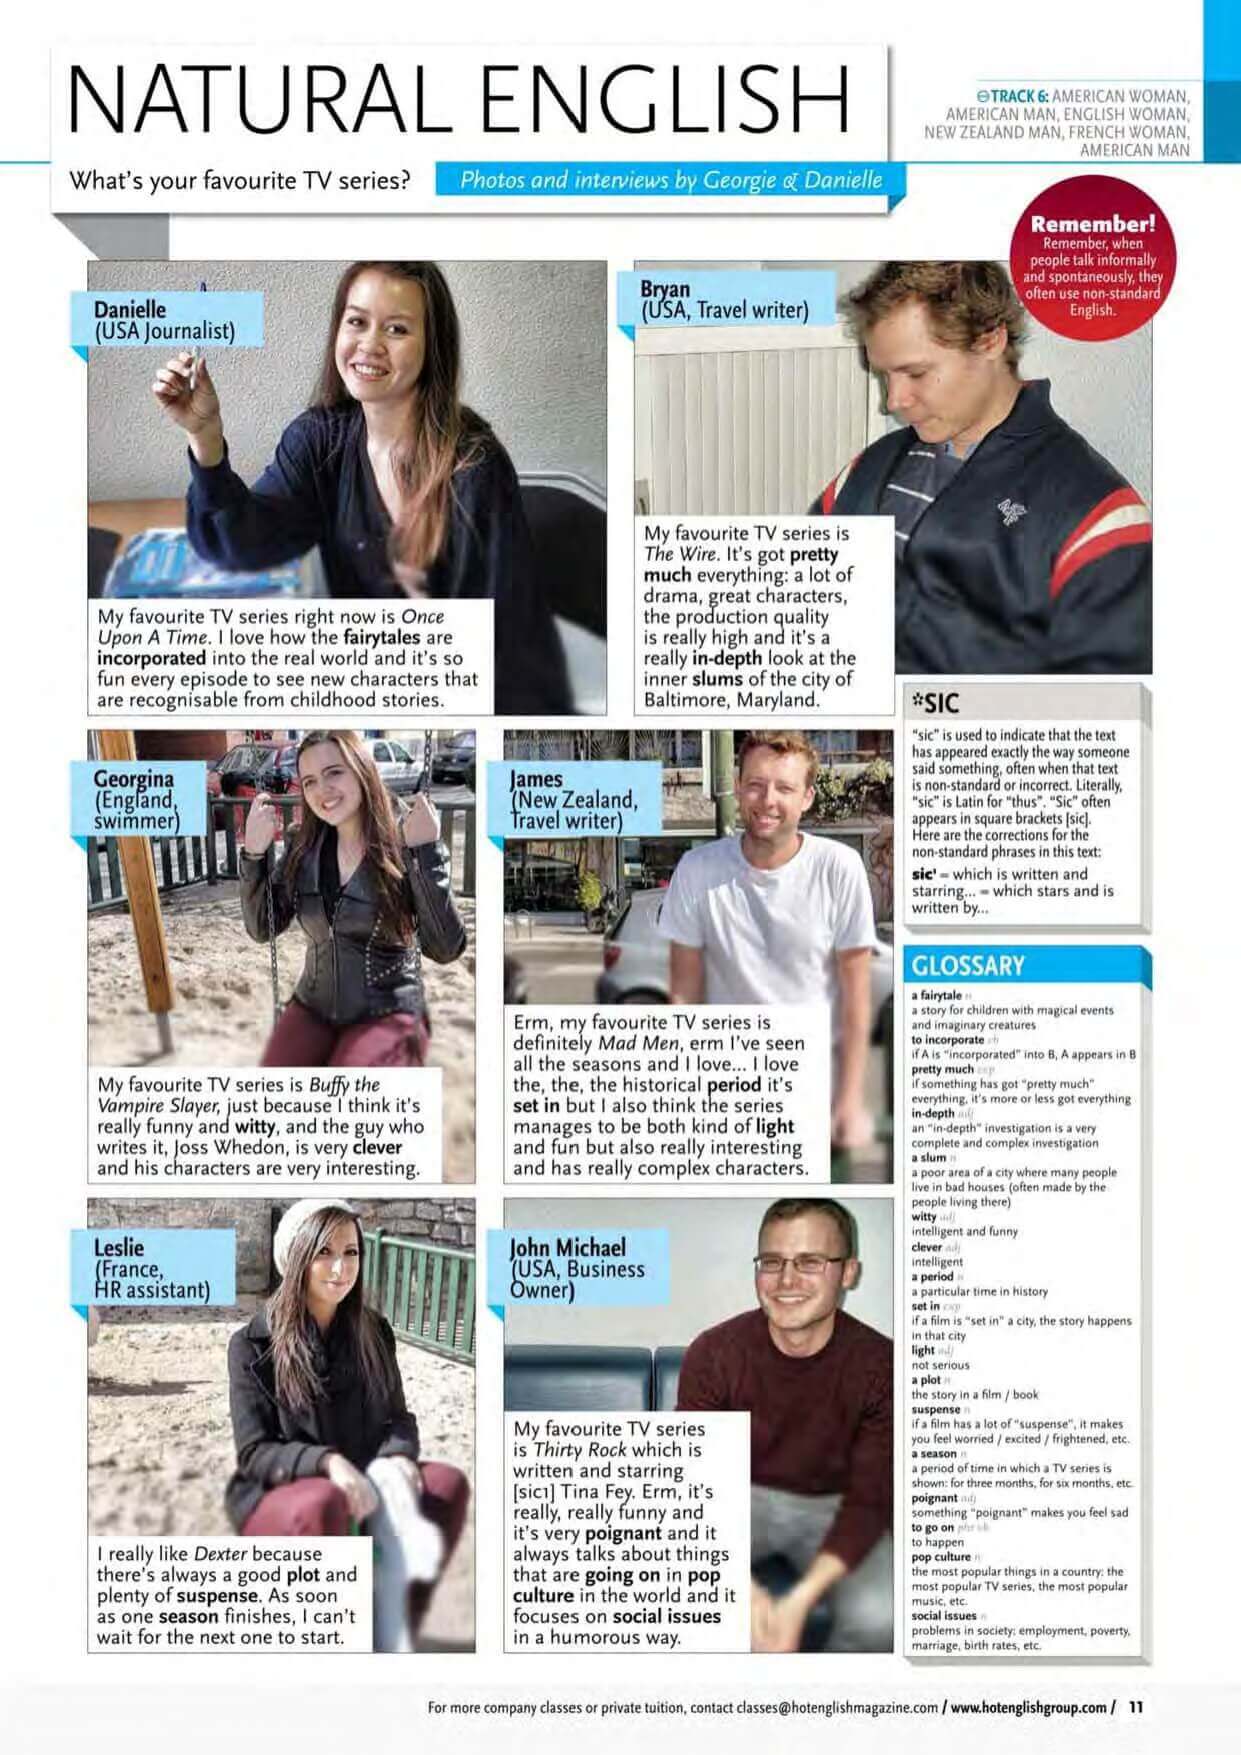 NATURAL ENGLISH
What's your favourite TV series?
Photos and interviews by Georgie & Danielle
TRACK 6: AMERICAN WOMAN,
AMERICAN MAN, ENGLISH WOMAN,
NEW ZEALAND MAN, FRENCH WOMAN,
AMERICAN MAN
Remember!
Remember, when
people talk informally
and spontaneously, they
often use non-standard
English.
Danielle
(USA Journalist)
My favourite TV series right now is Once
Upon A Time. I love how the fairytales are
incorporated into the real world and it's so
fun every episode to see new characters that
are recognisable from childhood stories.
Bryan
(USA, Travel writer)
My favourite TV series is
The Wire. It's got pretty
much everything: a lot of
drama, great characters,
the production quality
is really high and it's a
really in-depth look at the
inner slums of the city of
Baltimore, Maryland.
Georgina
(England,
swimmer)
My favourite TV series is Buffy the
Vampire Slayer, just because I think it's
really funny and witty, and the guy who
writes it, Joss Whedon, is very clever
and his characters are very interesting.
James
(New Zealand,
Travel writer)
Erm, my favourite TV series is
definitely Mad Men, erm I've seen
all the seasons and I love... I love
the, the, the historical period it's
set in but I also think the series
manages to be both kind of light
and fun but also really interesting
and has really complex characters.
Leslie
(France,
HR assistant)
I really like Dexter because
there's always a good plot and
plenty of suspense. As soon
as one season finishes, I can't
wait for the next one to start.
John Michael
(USA, Business
Owner)
My favourite TV series
is Thirty Rock which is
written and starring
[sic1] Tina Fey. Erm, it's
really, really funny and
it's very poignant and it
always talks about things
that are going on in pop
culture in the world and it
focuses on social issues
in a humorous way.
*SIC
"sic" is used to indicate that the text
has appeared exactly the way someone
said something, often when that text
is non-standard or incorrect. Literally,
"sic" is Latin for "thus". "Sic" often
appears in square brackets [sic].
Here are the corrections for the
non-standard phrases in this text:
sic¹ = which is written and
starring... = which stars and is
written by...
GLOSSARY
a fairytale n
a story for children with magical events
and imaginary creatures
to incorporate vb
if A is "incorporated" into B, A appears in B
pretty much exp
if something has got "pretty much"
everything, it's more or less got everything
in-depth adj
an "in-depth" investigation is a very
complete and complex investigation
a slum n
a poor area of a city where many people
live in bad houses (often made by the
people living there)
witty adj
intelligent and funny
clever adj
intelligent
a period n
a particular time in history
set in exp
if a film is "set in" a city, the story happens
in that city
light adj
not serious
a plot n
the story in a film / book
suspense n
if a film has a lot of "suspense", it makes
you feel worried / excited / frightened, etc.
a season n
a period of time in which a TV series is
shown: for three months, for six months, etc.
poignant adj
something "poignant" makes you feel sad
to go on phr vb
to happen
pop culture n
the most popular things in a country: the
most popular TV series, the most popular
music, etc.
social issues n
problems in society: employment, poverty,
marriage, birth rates, etc.
For more company classes or private tuition, contact classes@hotenglishmagazine.com / www.hotenglishgroup.com / 11